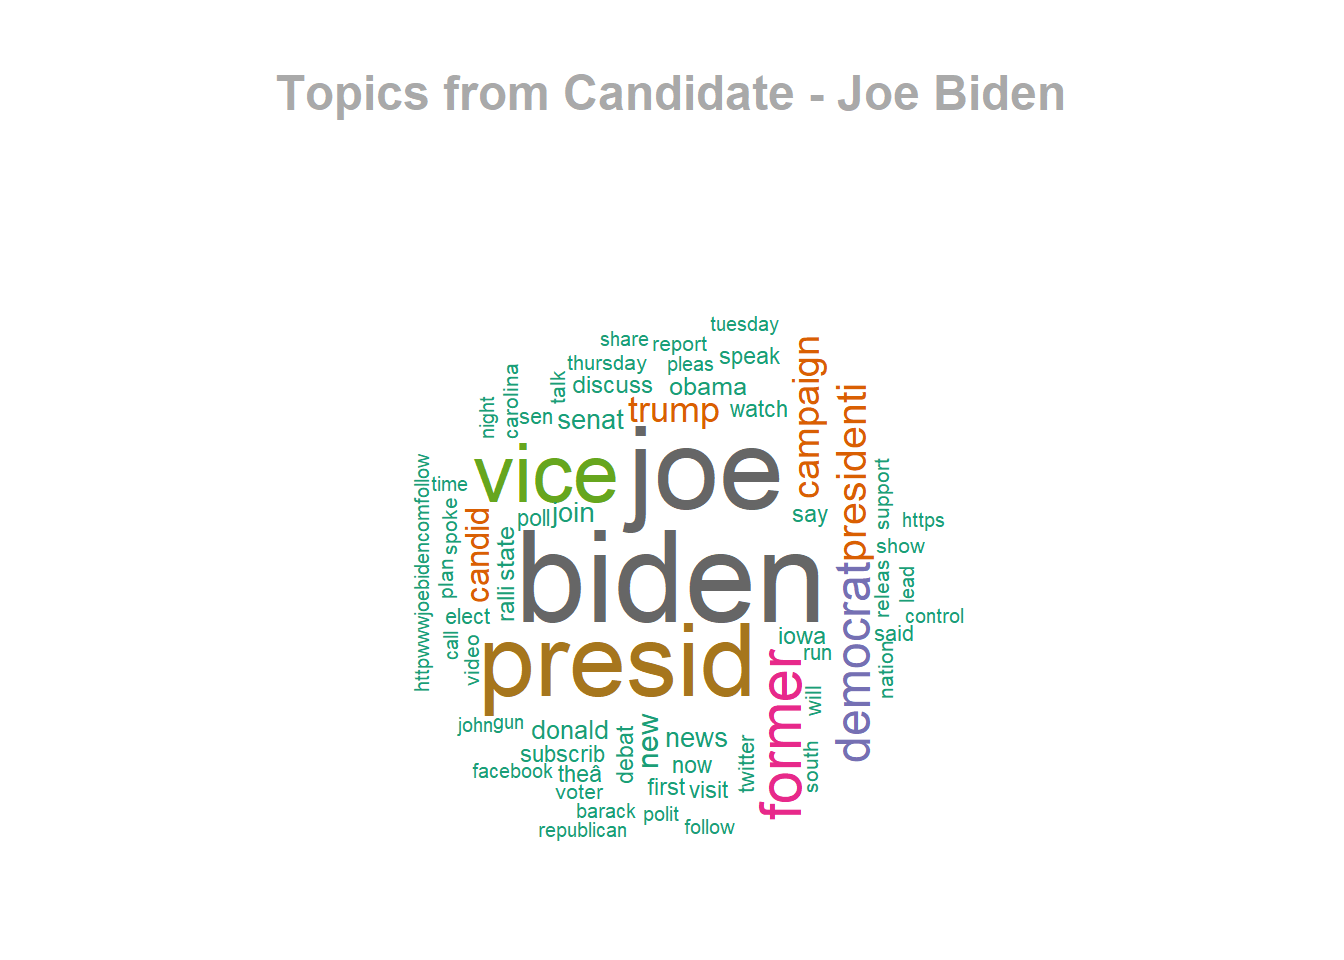 Topics from Candidate - Joe Biden
tuesday
share
report
thursday
pleas
speak
discuss
obama
talk
carolina
night
sen
senat
trump
watch
campaign
presidenti
vice
joe
time
httpwwwjoebidencomfollow
spoke
candid
poll
join
say
support
https
state
biden
show
plan
ralli
democrat
releas
lead
control
elect
call
video
presid
iowa
run
said
nation
former
will
john
gun
donald
debat
new
news
subscrib
facebook
theâ
now
twitter
south
voter
first
visit
barack
polit
republican
follow